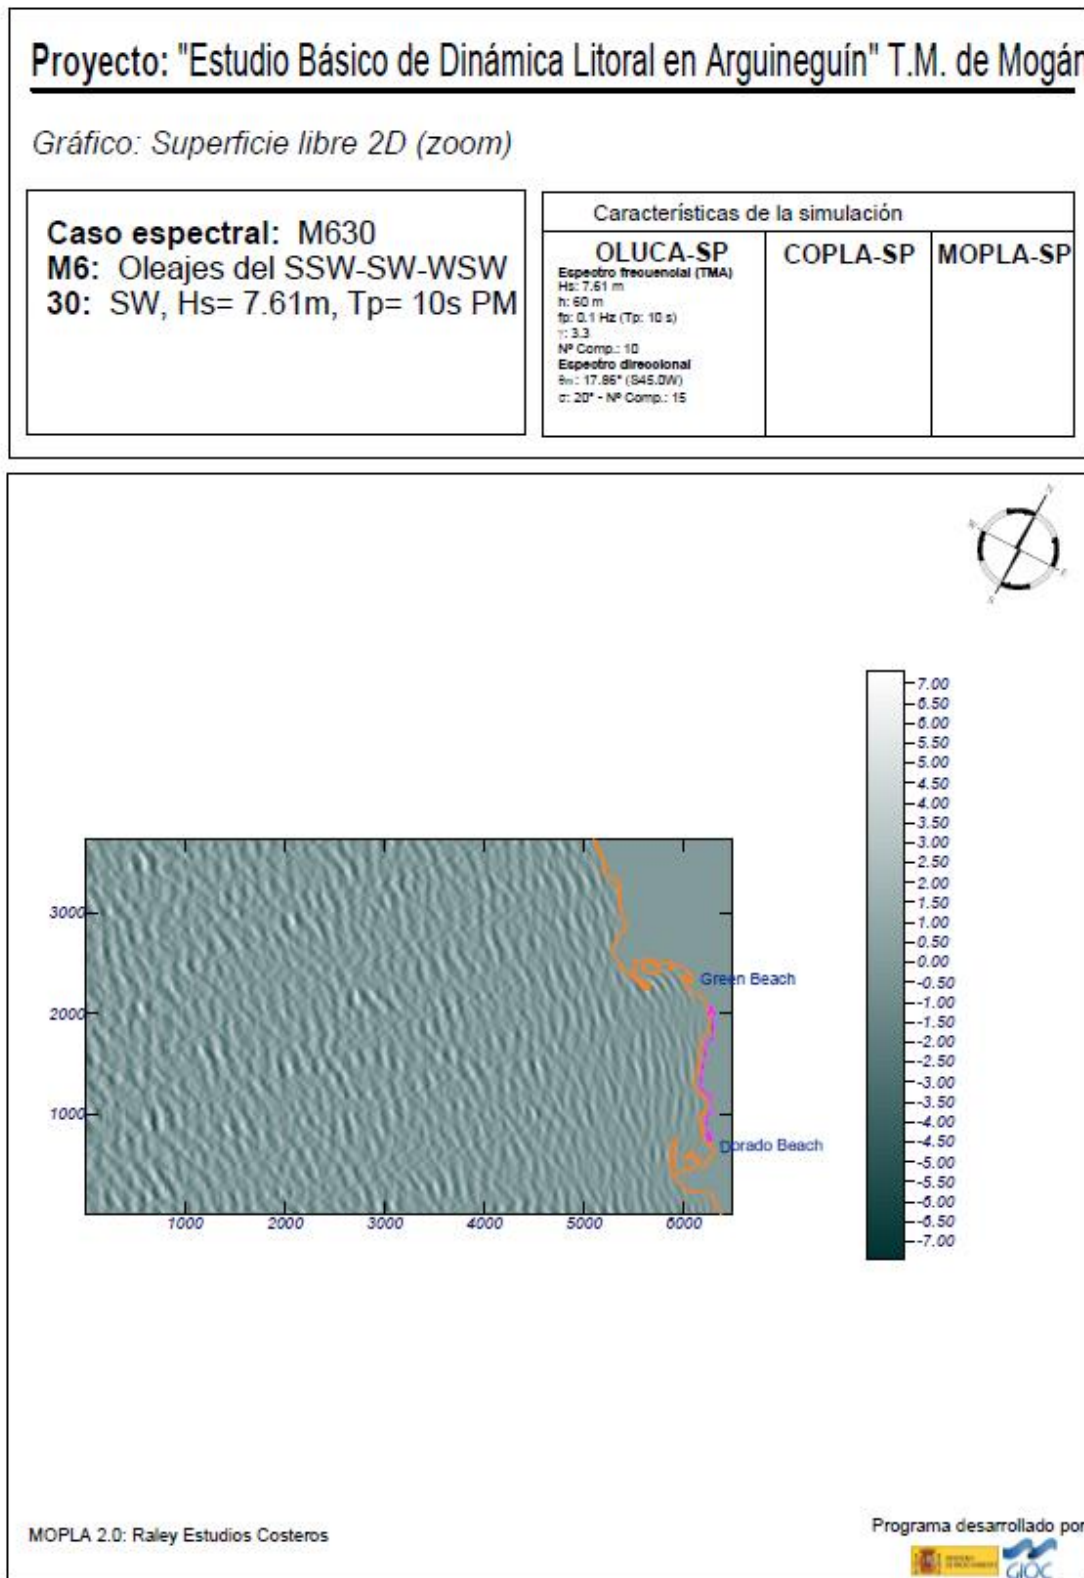 Proyecto: "Estudio Básico de Dinámica Litoral en Arguineguín" T.M. de Mogán
Gráfico: Superficie libre 2D (zoom)
Caso espectral: M630
M6: Oleajes del SSW-SW-WSW
30: SW, Hs= 7.61m, Tp= 10s PM
Características de la simulación
OLUCA-SP
Espectro frecuencial (TMA)
Hs: 7.61 m
h: 60 m
fp: 0.1 Hz (Tp: 10 s)
γ: 3.3
Nº Comp.: 10
Espectro direccional
θm: 17.86° (S45.0W)
σ: 20° - Nº Comp.: 15
COPLA-SP
MOPLA-SP
N
W
E
S
7.00
6.50
6.00
5.50
5.00
4.50
4.00
3.50
3.00
2.50
2.00
1.50
1.00
0.50
0.00
-0.50
-1.00
-1.50
-2.00
-2.50
-3.00
-3.50
-4.00
-4.50
-5.00
-5.50
-6.00
-6.50
-7.00
3000
2000
1000
Green Beach
Dorado Beach
1000
2000
3000
4000
5000
6000
MOPLA 2.0: Raley Estudios Costeros
Programa desarrollado por
GIOC